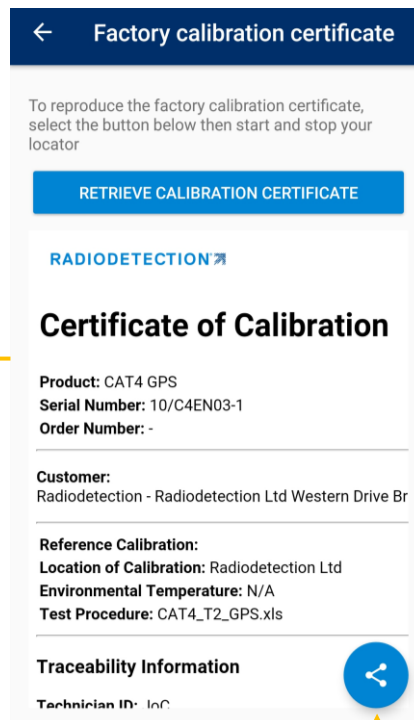 Factory calibration certificate
To reproduce the factory calibration certificate,
select the button below then start and stop your
locator
RETRIEVE CALIBRATION CERTIFICATE
RADIODETECTION
Certificate of Calibration
Product: CAT4 GPS
Serial Number: 10/C4EN03-1
Order Number: -
Customer:
Radiodetection - Radiodetection Ltd Western Drive Br
Reference Calibration:
Location of Calibration: Radiodetection Ltd
Environmental Temperature: N/A
Test Procedure: CAT4_T2_GPS.xls
Traceability Information
Technician ID: JoC